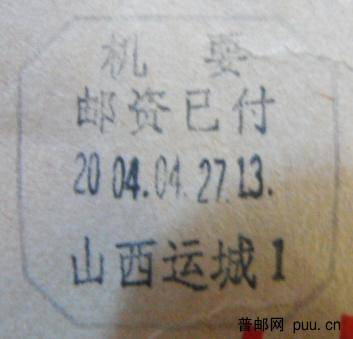 机 要
邮资已付
20 04.04.27.13.
山西运城1
普邮网 puu.cn